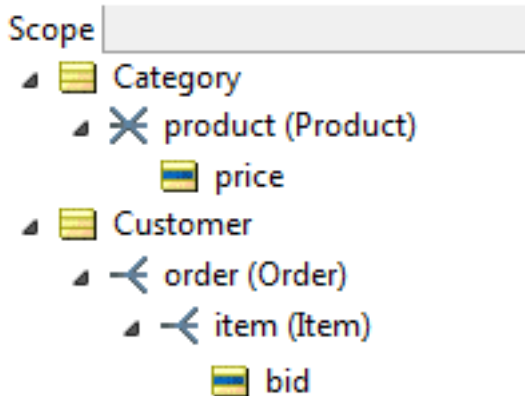 Scope
Category
product (Product)
price
Customer
order (Order)
item (Item)
bid